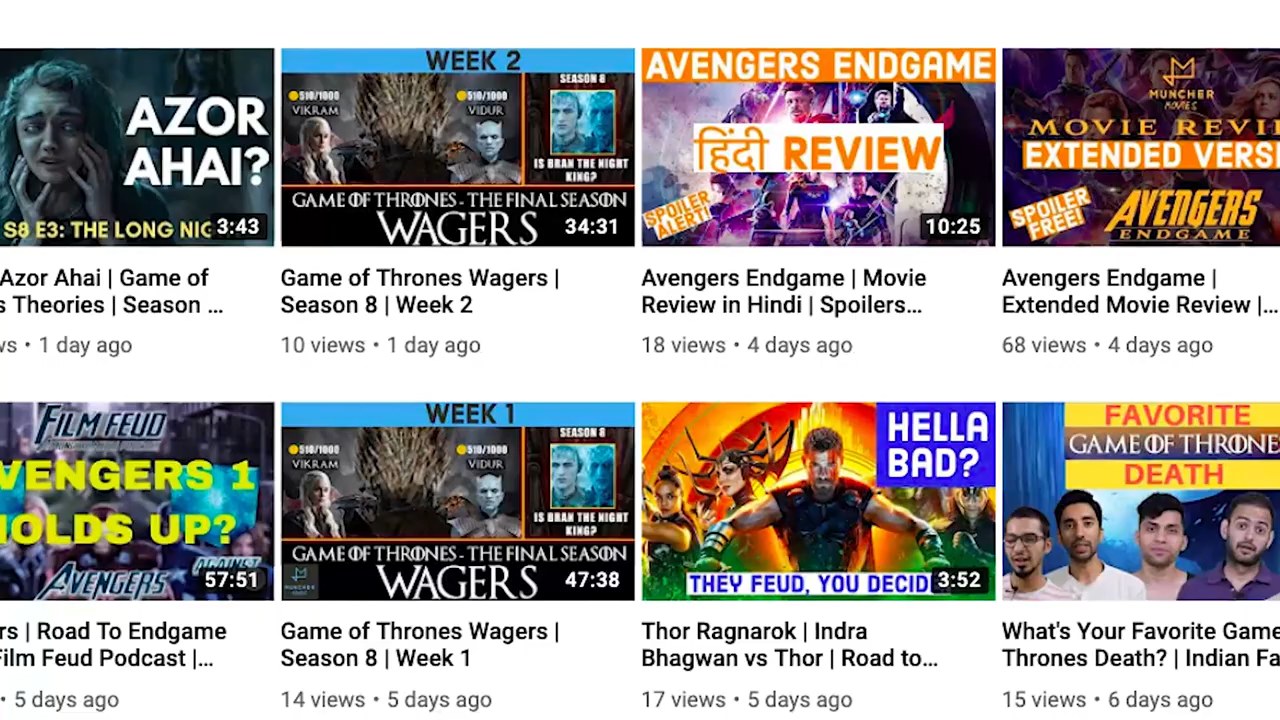 AZOR
AHAI?
S8 E3: THE LONG NIG
3:43
Azor Ahai | Game of
s Theories | Season ...
ws • 1 day ago
WEEK 2
510/1000
VIKRAM
510/1000
VIDUR
SEASON 8
IS BRAN THE NIGHT
KING?
GAME OF THRONES - THE FINAL SEASON
WAGERS
34:31
Game of Thrones Wagers |
Season 8 | Week 2
10 views • 1 day ago
AVENGERS ENDGAME
हिंदी REVIEW
SPOILER
ALERT!
10:25
Avengers Endgame | Movie
Review in Hindi | Spoilers...
18 views • 4 days ago
MUNCHER
MOVIES
MOVIE REVI
EXTENDED VERSI
SPOILER
FREE!
AVENGERS
ENDGAME
Avengers Endgame |
Extended Movie Review |...
68 views • 4 days ago
FILM FEUD
VENGERS 1
HOLDS UP?
AVENGERS
AGAINST
57:51
rs | Road To Endgame
Film Feud Podcast |...
• 5 days ago
WEEK 1
510/1000
VIKRAM
510/1000
VIDUR
SEASON 8
IS BRAN THE NIGHT
KING?
GAME OF THRONES - THE FINAL SEASON
MUNCHER
WAGERS
47:38
Game of Thrones Wagers |
Season 8 | Week 1
14 views • 5 days ago
HELLA
BAD?
THEY FEUD, YOU DECID
3:52
Thor Ragnarok | Indra
Bhagwan vs Thor | Road to...
17 views • 5 days ago
FAVORITE
GAME OF THRONE
DEATH
What's Your Favorite Game
Thrones Death? | Indian Fa
15 views • 6 days ago